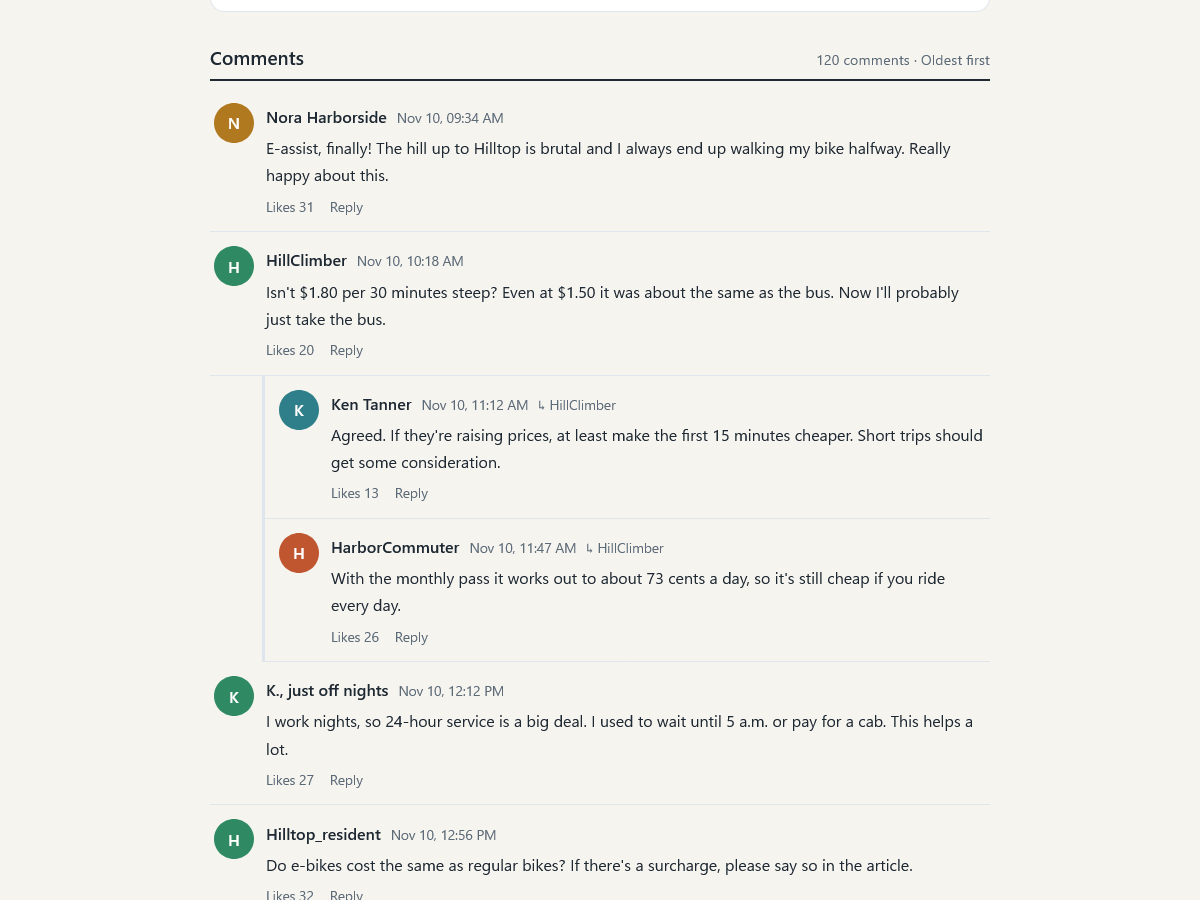 Comments
120 comments · Oldest first
N
Nora Harborside Nov 10, 09:34 AM
E-assist, finally! The hill up to Hilltop is brutal and I always end up walking my bike halfway. Really
happy about this.
Likes 31 Reply
H
HillClimber Nov 10, 10:18 AM
Isn't $1.80 per 30 minutes steep? Even at $1.50 it was about the same as the bus. Now I'll probably
just take the bus.
Likes 20 Reply
K
Ken Tanner Nov 10, 11:12 AM ↳ HillClimber
Agreed. If they're raising prices, at least make the first 15 minutes cheaper. Short trips should
get some consideration.
Likes 13 Reply
H
HarborCommuter Nov 10, 11:47 AM ↳ HillClimber
With the monthly pass it works out to about 73 cents a day, so it's still cheap if you ride
every day.
Likes 26 Reply
K
K., just off nights Nov 10, 12:12 PM
I work nights, so 24-hour service is a big deal. I used to wait until 5 a.m. or pay for a cab. This helps a
lot.
Likes 27 Reply
H
Hilltop_resident Nov 10, 12:56 PM
Do e-bikes cost the same as regular bikes? If there's a surcharge, please say so in the article.
Likes 32 Reply